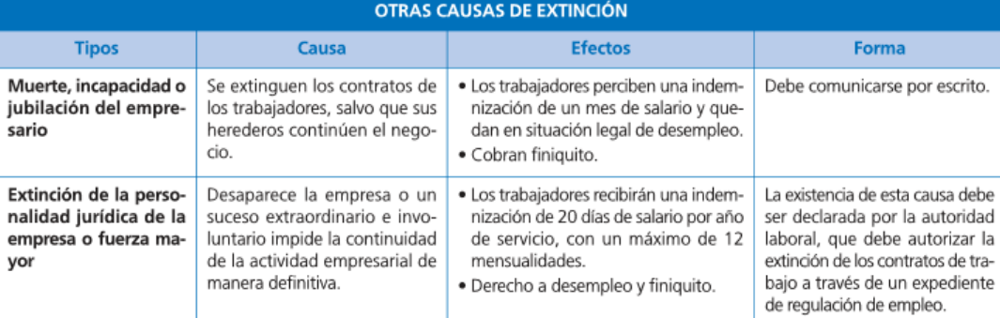 OTRAS CAUSAS DE EXTINCIÓN
Tipos
Causa
Efectos
Forma
Muerte, incapacidad o
jubilación del empre-
sario
Se extinguen los contratos de
los trabajadores, salvo que sus
herederos continúen el nego-
cio.
• Los trabajadores perciben una indem-
nización de un mes de salario y que-
dan en situación legal de desempleo.
• Cobran finiquito.
Debe comunicarse por escrito.
Extinción de la perso-
nalidad jurídica de la
empresa o fuerza ma-
yor
Desaparece la empresa o un
suceso extraordinario e invo-
luntario impide la continuidad
de la actividad empresarial de
manera definitiva.
• Los trabajadores recibirán una indem-
nización de 20 días de salario por año
de servicio, con un máximo de 12
mensualidades.
• Derecho a desempleo y finiquito.
La existencia de esta causa debe
ser declarada por la autoridad
laboral, que debe autorizar la
extinción de los contratos de tra-
bajo a través de un expediente
de regulación de empleo.